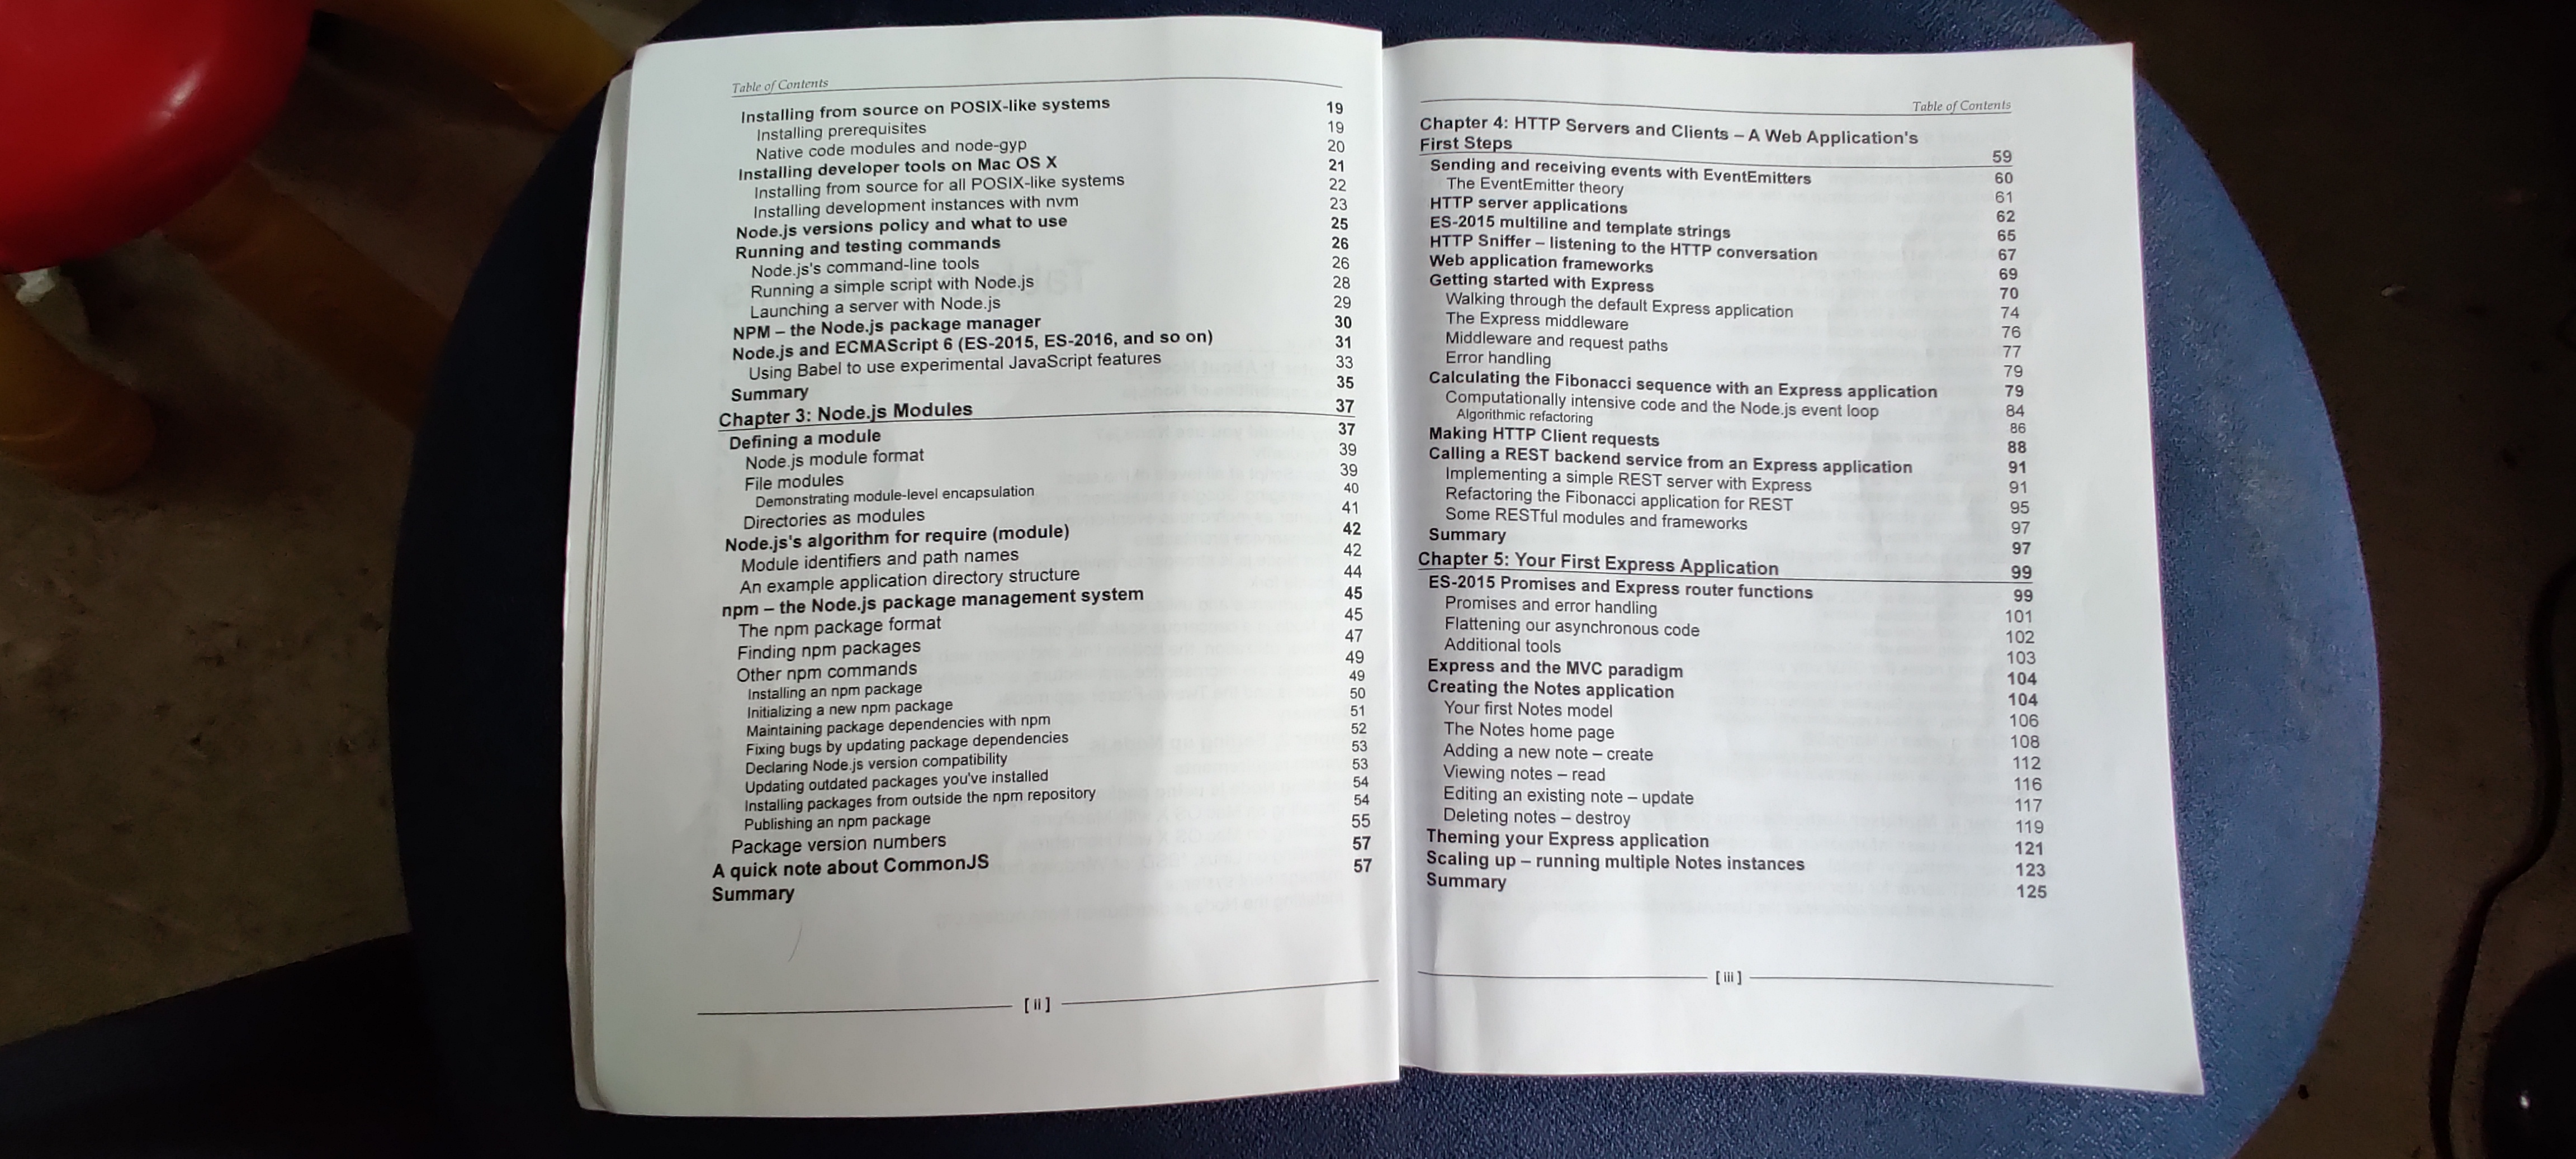 Table of Contents
Installing from source on POSIX-like systems 19
Installing prerequisites 19
Native code modules and node-gyp 20
Installing developer tools on Mac OS X 21
Installing from source for all POSIX-like systems 22
Installing development instances with nvm 23
Node.js versions policy and what to use 25
Running and testing commands 26
Node.js's command-line tools 26
Running a simple script with Node.js 28
Launching a server with Node.js 29
NPM – the Node.js package manager 30
Node.js and ECMAScript 6 (ES-2015, ES-2016, and so on) 31
Using Babel to use experimental JavaScript features 33
Summary 35
Chapter 3: Node.js Modules 37
Defining a module 37
Node.js module format 39
File modules 39
Demonstrating module-level encapsulation 40
Directories as modules 41
Node.js's algorithm for require (module) 42
Module identifiers and path names 42
An example application directory structure 44
npm – the Node.js package management system 45
The npm package format 45
Finding npm packages 47
Other npm commands 49
Installing an npm package 49
Initializing a new npm package 50
Maintaining package dependencies with npm 51
Fixing bugs by updating package dependencies 52
Declaring Node.js version compatibility 53
Updating outdated packages you've installed 53
Installing packages from outside the npm repository 54
Publishing an npm package 54
Package version numbers 55
A quick note about CommonJS 57
Summary 57
[ ii ]
Table of Contents
Chapter 4: HTTP Servers and Clients – A Web Application's
First Steps 59
Sending and receiving events with EventEmitters 60
The EventEmitter theory 61
HTTP server applications 62
ES-2015 multiline and template strings 65
HTTP Sniffer – listening to the HTTP conversation 67
Web application frameworks 69
Getting started with Express 70
Walking through the default Express application 74
The Express middleware 76
Middleware and request paths 77
Error handling 79
Calculating the Fibonacci sequence with an Express application 79
Computationally intensive code and the Node.js event loop 84
Algorithmic refactoring 86
Making HTTP Client requests 88
Calling a REST backend service from an Express application 91
Implementing a simple REST server with Express 91
Refactoring the Fibonacci application for REST 95
Some RESTful modules and frameworks 97
Summary 97
Chapter 5: Your First Express Application 99
ES-2015 Promises and Express router functions 99
Promises and error handling 101
Flattening our asynchronous code 102
Additional tools 103
Express and the MVC paradigm 104
Creating the Notes application 104
Your first Notes model 106
The Notes home page 108
Adding a new note – create 112
Viewing notes – read 116
Editing an existing note – update 117
Deleting notes – destroy 119
Theming your Express application 121
Scaling up – running multiple Notes instances 123
Summary 125
[ iii ]